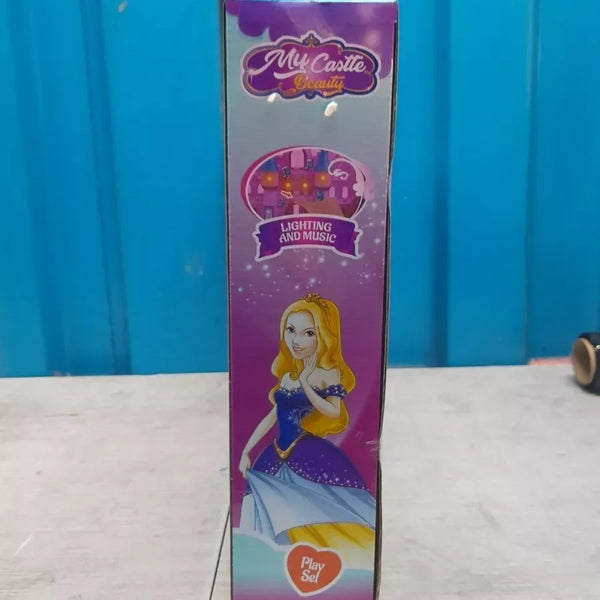 My Castle
Beauty
LIGHTING
AND MUSIC
Play
Set